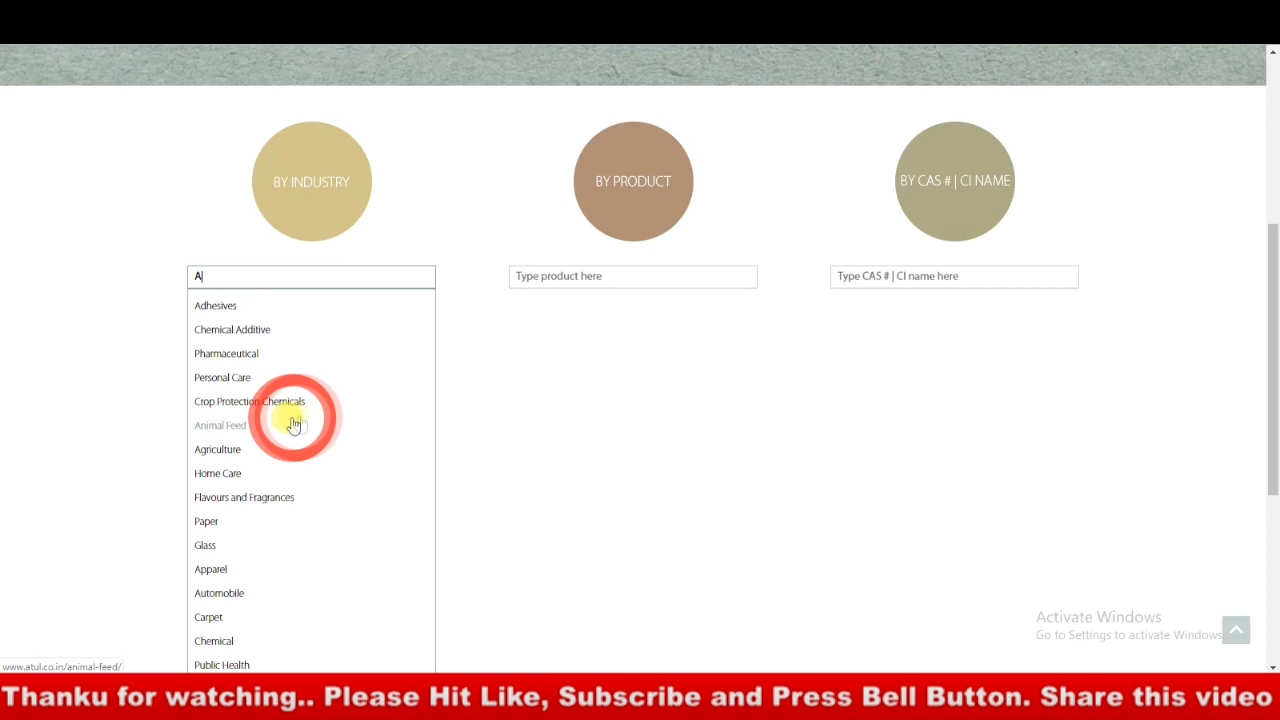 BY INDUSTRY
BY PRODUCT
BY CAS # | CI NAME
A
Type product here
Type CAS # | CI name here
Adhesives
Chemical Additive
Pharmaceutical
Personal Care
Crop Protection Chemicals
Animal Feed
Agriculture
Home Care
Flavours and Fragrances
Paper
Glass
Apparel
Automobile
Carpet
Chemical
Public Health
Activate Windows
Go to Settings to activate Windows
www.atul.co.in/animal-feed/
Thanku for watching.. Please Hit Like, Subscribe and Press Bell Button. Share this video